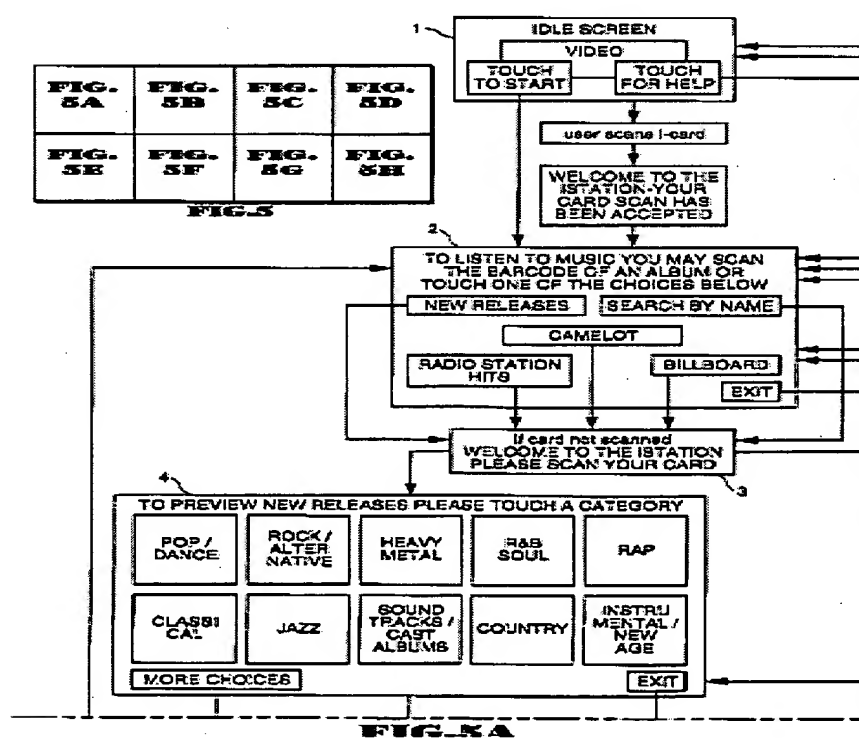 1
IDLE SCREEN
VIDEO
TOUCH
TO START
TOUCH
FOR HELP
FIG.
5A
FIG.
5B
FIG.
5C
FIG.
5D
FIG.
5E
FIG.
5F
FIG.
5G
FIG.
5H
FIG.5
user scans i-card
WELCOME TO THE
ISTATION-YOUR
CARD SCAN HAS
BEEN ACCEPTED
2
TO LISTEN TO MUSIC YOU MAY SCAN
THE BARCODE OF AN ALBUM OR
TOUCH ONE OF THE CHOICES BELOW
NEW RELEASES
SEARCH BY NAME
CAMELOT
RADIO STATION
HITS
BILLBOARD
EXIT
if card not scanned
WELCOME TO THE ISTATION
PLEASE SCAN YOUR CARD
3
4
TO PREVIEW NEW RELEASES PLEASE TOUCH A CATEGORY
POP /
DANCE
ROCK /
ALTER
NATIVE
HEAVY
METAL
R&B
SOUL
RAP
CLASSI
CAL
JAZZ
SOUND
TRACKS /
CAST
ALBUMS
COUNTRY
INSTRU
MENTAL /
NEW
AGE
MORE CHOICES
EXIT
FIG.5A